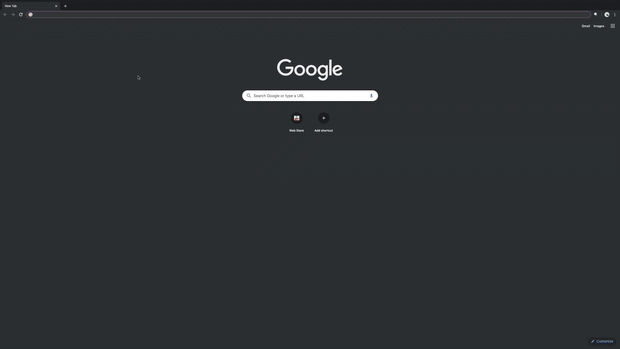 New Tab
Gmail Images
Google
Search Google or type a URL
Web Store Add shortcut
Customize